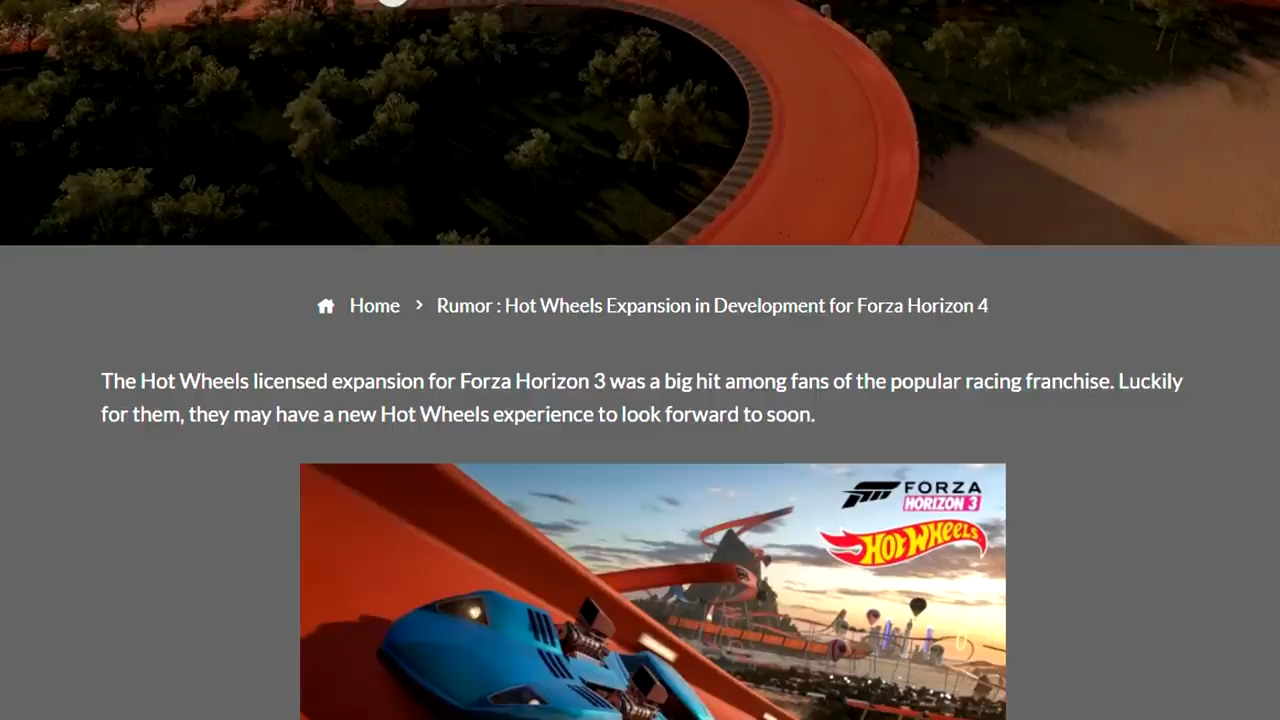 Home > Rumor : Hot Wheels Expansion in Development for Forza Horizon 4
The Hot Wheels licensed expansion for Forza Horizon 3 was a big hit among fans of the popular racing franchise. Luckily
for them, they may have a new Hot Wheels experience to look forward to soon.
FORZA
HORIZON 3
HOT WHEELS